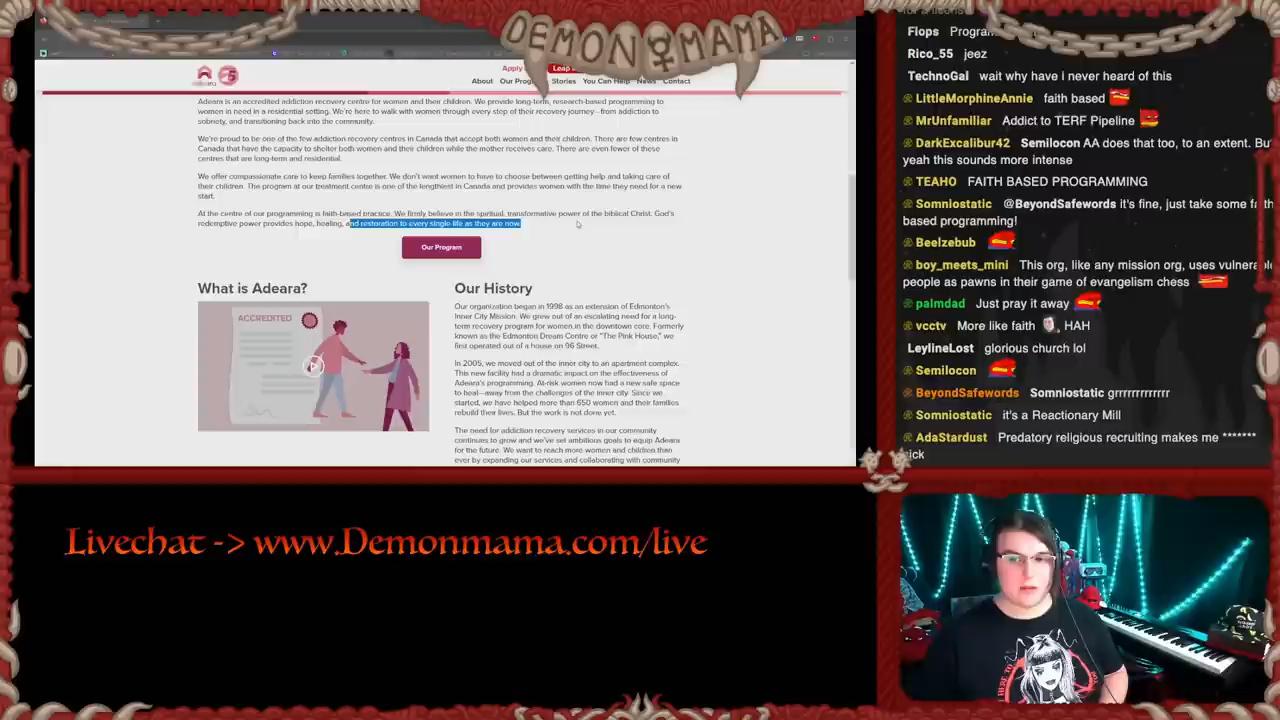 DEMON MAMA
Apply
Leap
adeara
About
Our Prog
Stories
You Can Help
News
Contact
Adeara is an accredited addiction recovery centre for women and their children. We provide long-term, research-based programming to
women in need in a residential setting. We're here to walk with women through every step of their recovery journey—from addiction to
sobriety, and transitioning back into the community.
We're proud to be one of the few addiction recovery centres in Canada that accept both women and their children. There are few centres in
Canada that have the capacity to shelter both women and their children while the mother receives care. There are even fewer of these
centres that are long-term and residential.
We offer compassionate care to keep families together. We don't want women to have to choose between getting help and taking care of
their children. The program at our treatment centre is one of the lengthiest in Canada and provides women with the time they need for a new
start.
At the centre of our programming is faith-based practice. We firmly believe in the spiritual, transformative power of the biblical Christ. God's
redemptive power provides hope, healing, and restoration to every single life as they are now.
Our Program
What is Adeara?
ACCREDITED
Our History
Our organization began in 1998 as an extension of Edmonton's
Inner City Mission. We grew out of an escalating need for a long-
term recovery program for women in the downtown core. Formerly
known as the Edmonton Dream Centre or "The Pink House," we
first operated out of a house on 96 Street.
In 2005, we moved out of the inner city to an apartment complex.
This new facility had a dramatic impact on the effectiveness of
Adeara's programming. At-risk women now had a new safe space
to heal—away from the challenges of the inner city. Since we
started, we have helped more than 650 women and their families
rebuild their lives. But the work is not done yet.
The need for addiction recovery services in our community
continues to grow and we've set ambitious goals to equip Adeara
for the future. We want to reach more women and children than
ever by expanding our services and collaborating with community
Flops Program
Rico_55 jeez
TechnoGal wait why i never heard of this
LittleMorphineAnnie faith based
MrUnfamiliar Addict to TERF Pipeline
DarkExcalibur42 Semilocon AA does that too, to an extent. But
yeah this sounds more intense
TEAHO FAITH BASED PROGRAMMING
Somniostatic @BeyondSafewords it's fine, just take some faith
that st
Beelzebub
boy_meets_mini This org, like any mission org, uses vulnerab
people as pawns in their game of evangelism chess
palmdad Just pray it away
vcctv More like faith HAH
LeylineLost glorious church lol
Semilocon
BeyondSafewords Somniostatic grrrrrrrrrrrr
Somniostatic it's Reactionary Mill
AdaStardust Predatory religious recruiting makes me ******
sick
Livechat -> www.Demonmama.com/live
HERE TO